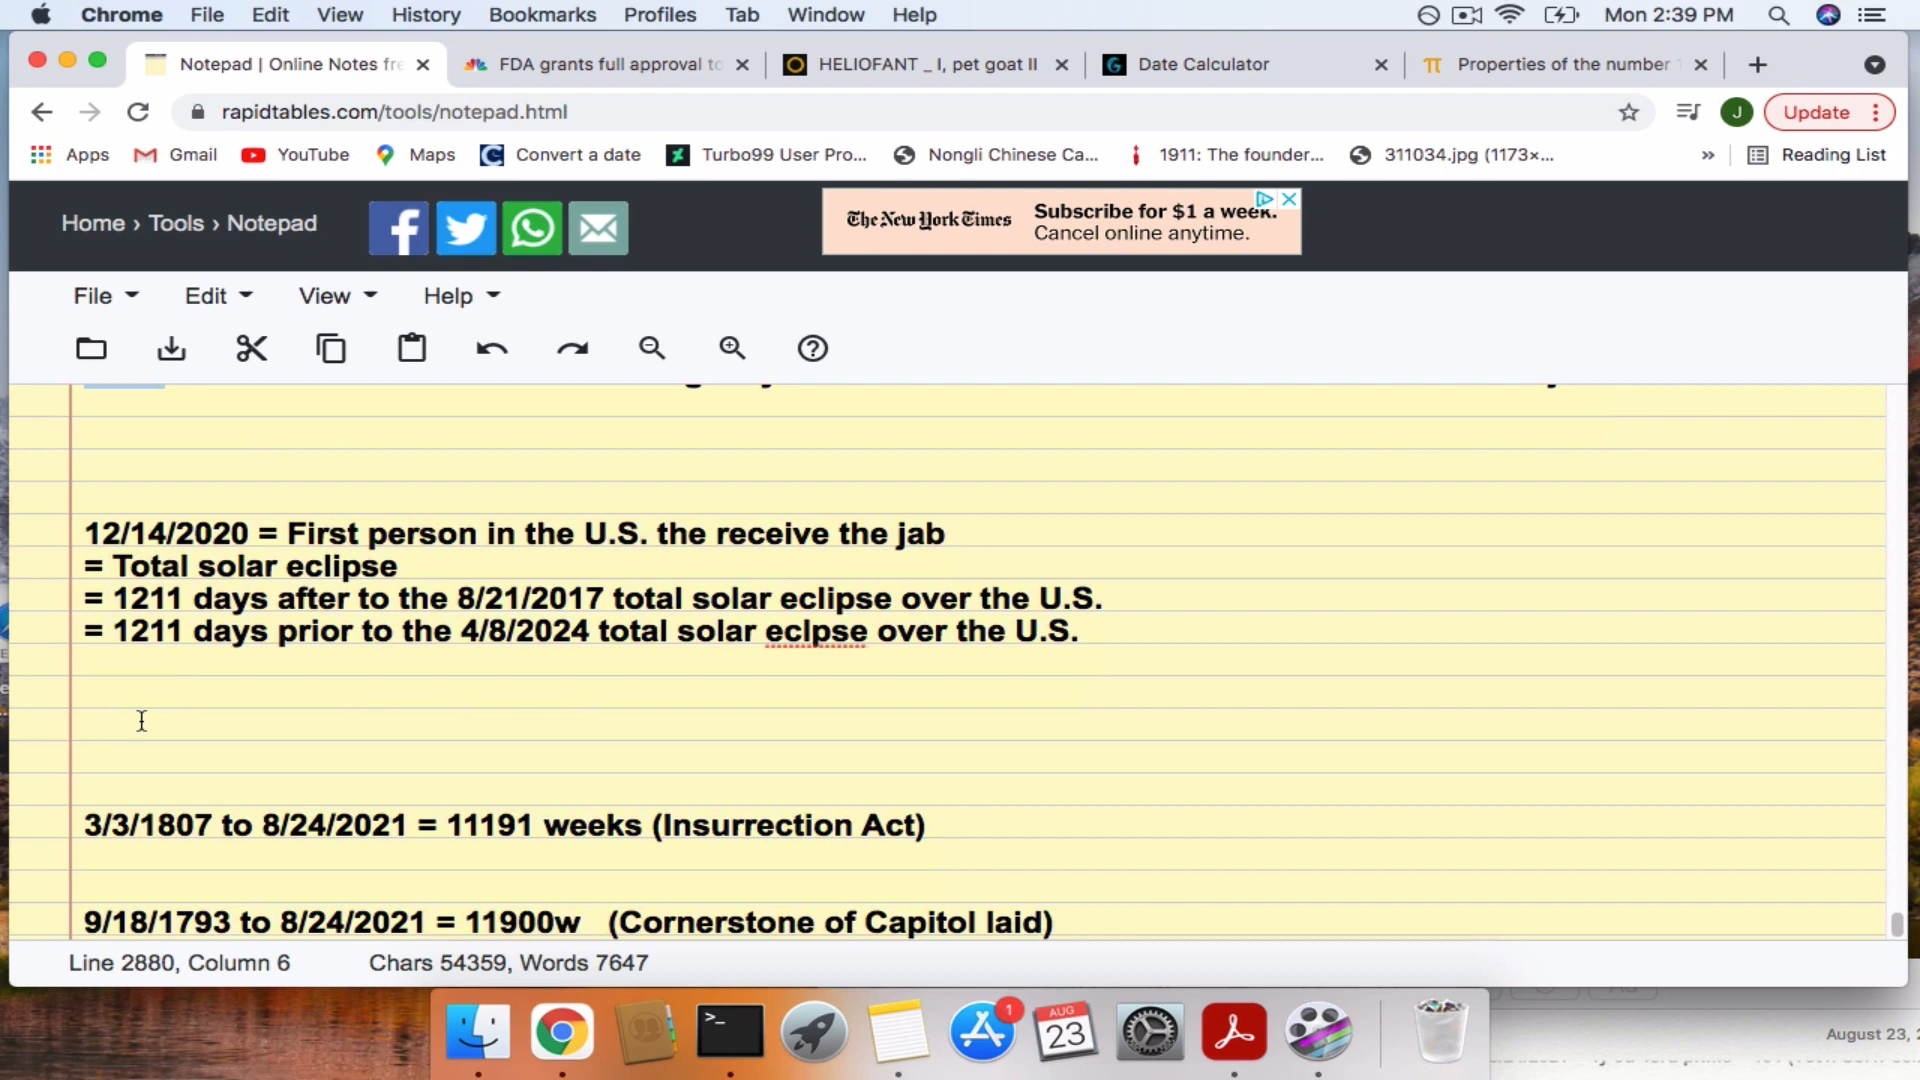 Chrome File Edit View History Bookmarks Profiles Tab Window Help Mon 2:39 PM
Notepad | Online Notes fre FDA grants full approval to HELIOFANT _ I, pet goat II Date Calculator Properties of the number
rapidtables.com/tools/notepad.html J Update
Apps Gmail YouTube Maps Convert a date Turbo99 User Pro... Nongli Chinese Ca... 1911: The founder... 311034.jpg (1173×... » Reading List
Home › Tools › Notepad
The New York Times
Subscribe for $1 a week.
Cancel online anytime.
File Edit View Help
12/14/2020 = First person in the U.S. the receive the jab
= Total solar eclipse
= 1211 days after to the 8/21/2017 total solar eclipse over the U.S.
= 1211 days prior to the 4/8/2024 total solar eclpse over the U.S.
3/3/1807 to 8/24/2021 = 11191 weeks (Insurrection Act)
9/18/1793 to 8/24/2021 = 11900w (Cornerstone of Capitol laid)
Line 2880, Column 6 Chars 54359, Words 7647
1
AUG
23
August 23, 2